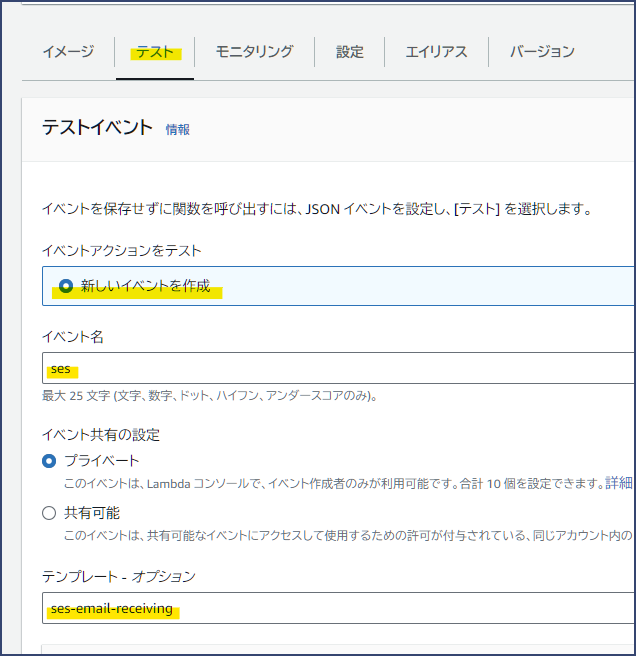 イメージ テスト モニタリング 設定 エイリアス バージョン
テストイベント 情報
イベントを保存せずに関数を呼び出すには、JSON イベントを設定し、[テスト] を選択します。
イベントアクションをテスト
新しいイベントを作成
イベント名
ses
最大 25 文字 (文字、数字、ドット、ハイフン、アンダースコアのみ)。
イベント共有の設定
プライベート
このイベントは、Lambda コンソールで、イベント作成者のみが利用可能です。合計 10 個を設定できます。詳細
共有可能
このイベントは、共有可能なイベントにアクセスして使用するための許可が付与されている、同じアカウント内の
テンプレート - オプション
ses-email-receiving